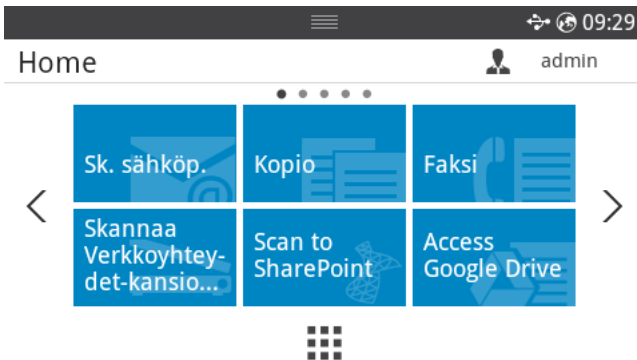 09:29
Home
admin
Sk. sähköp.
Kopio
Faksi
Skannaa
Verkkoyhtey-
det-kansio...
Scan to
SharePoint
Access
Google Drive